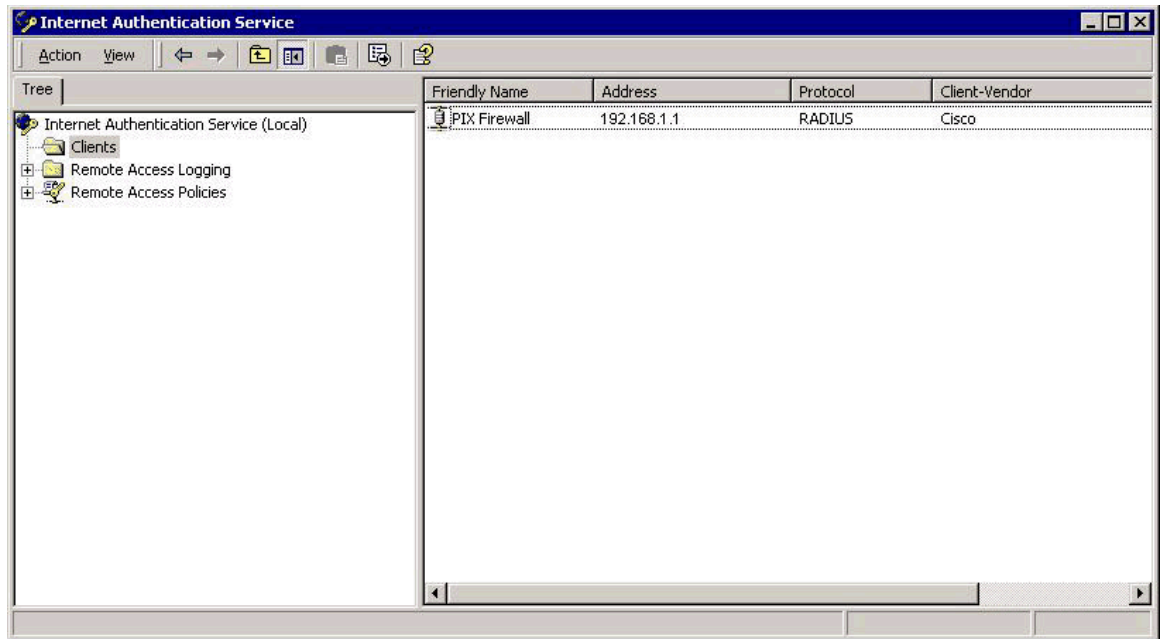 Internet Authentication Service
Action View
Tree
Internet Authentication Service (Local)
Clients
Remote Access Logging
Remote Access Policies
Friendly Name Address Protocol Client-Vendor
PIX Firewall 192.168.1.1 RADIUS Cisco